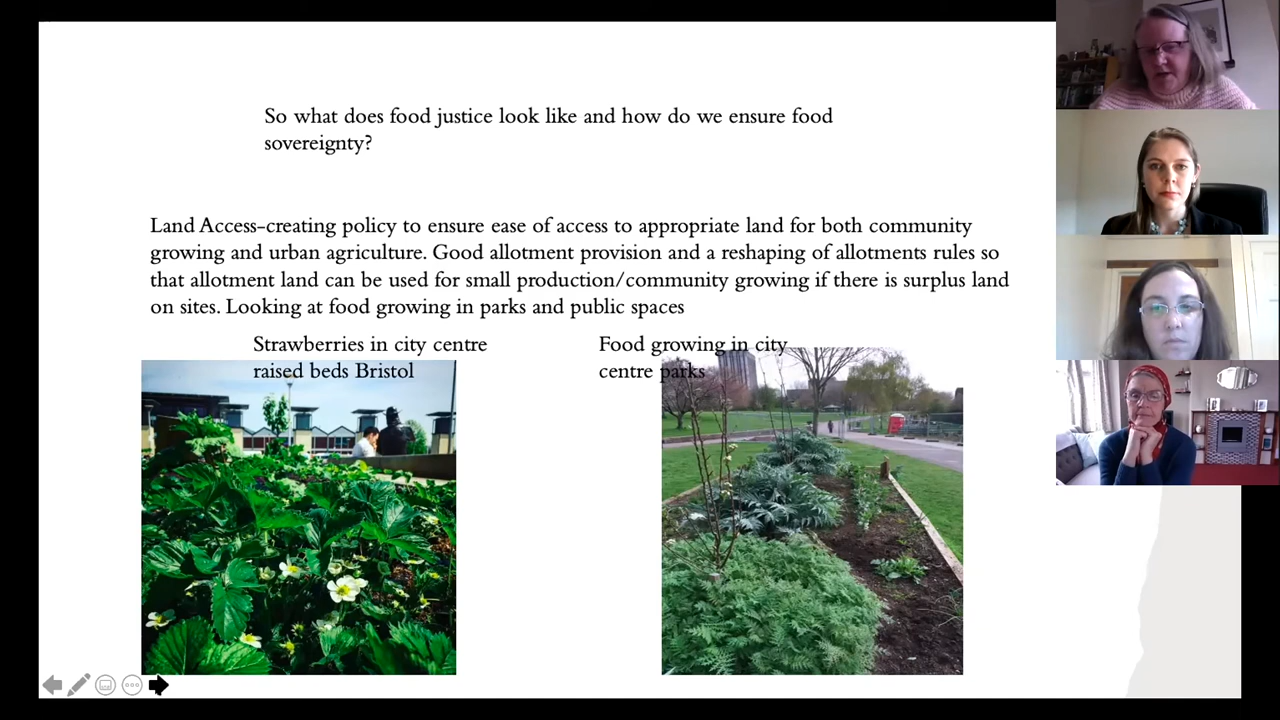 So what does food justice look like and how do we ensure food
sovereignty?
Land Access-creating policy to ensure ease of access to appropriate land for both community
growing and urban agriculture. Good allotment provision and a reshaping of allotments rules so
that allotment land can be used for small production/community growing if there is surplus land
on sites. Looking at food growing in parks and public spaces
Strawberries in city centre
raised beds Bristol
Food growing in city
centre parks